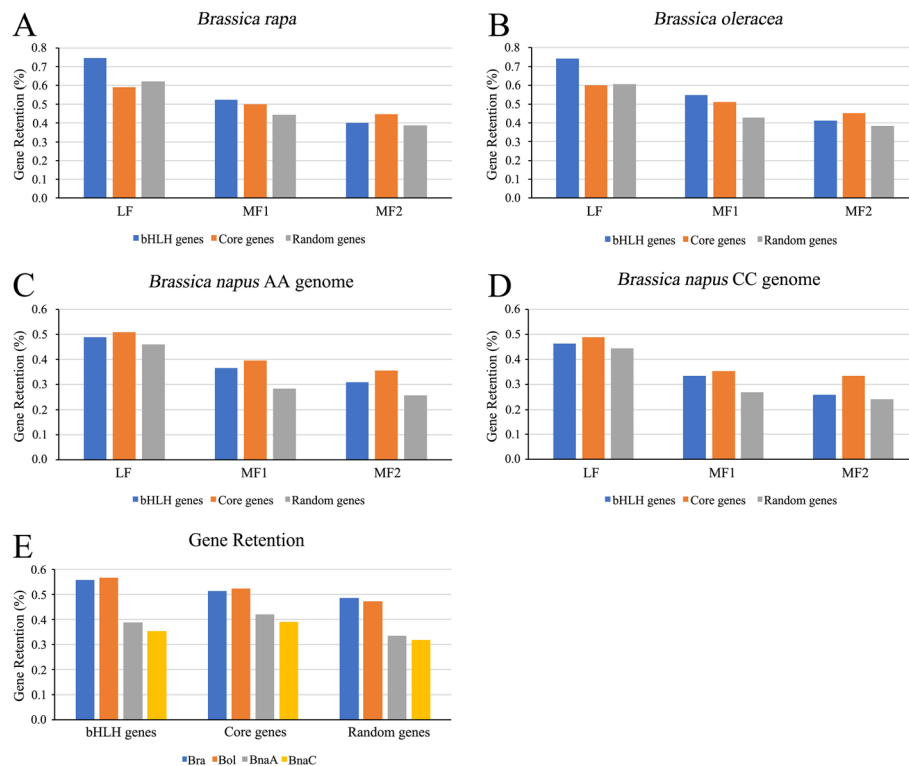 A
Brassica rapa
Gene Retention (%)
0.8
0.7
0.6
0.5
0.4
0.3
0.2
0.1
0.0
LF MF1 MF2
bHLH genes Core genes Random genes
B
Brassica oleracea
Gene Retention (%)
0.8
0.7
0.6
0.5
0.4
0.3
0.2
0.1
0.0
LF MF1 MF2
bHLH genes Core genes Random genes
C
Brassica napus AA genome
Gene Retention (%)
0.6
0.5
0.4
0.3
0.2
0.1
0.0
LF MF1 MF2
bHLH genes Core genes Random genes
D
Brassica napus CC genome
Gene Retention (%)
0.6
0.5
0.4
0.3
0.2
0.1
0.0
LF MF1 MF2
bHLH genes Core genes Random genes
E
Gene Retention
Gene Retention (%)
0.6
0.5
0.4
0.3
0.2
0.1
0.0
bHLH genes Core genes Random genes
Bra Bol BnaA BnaC